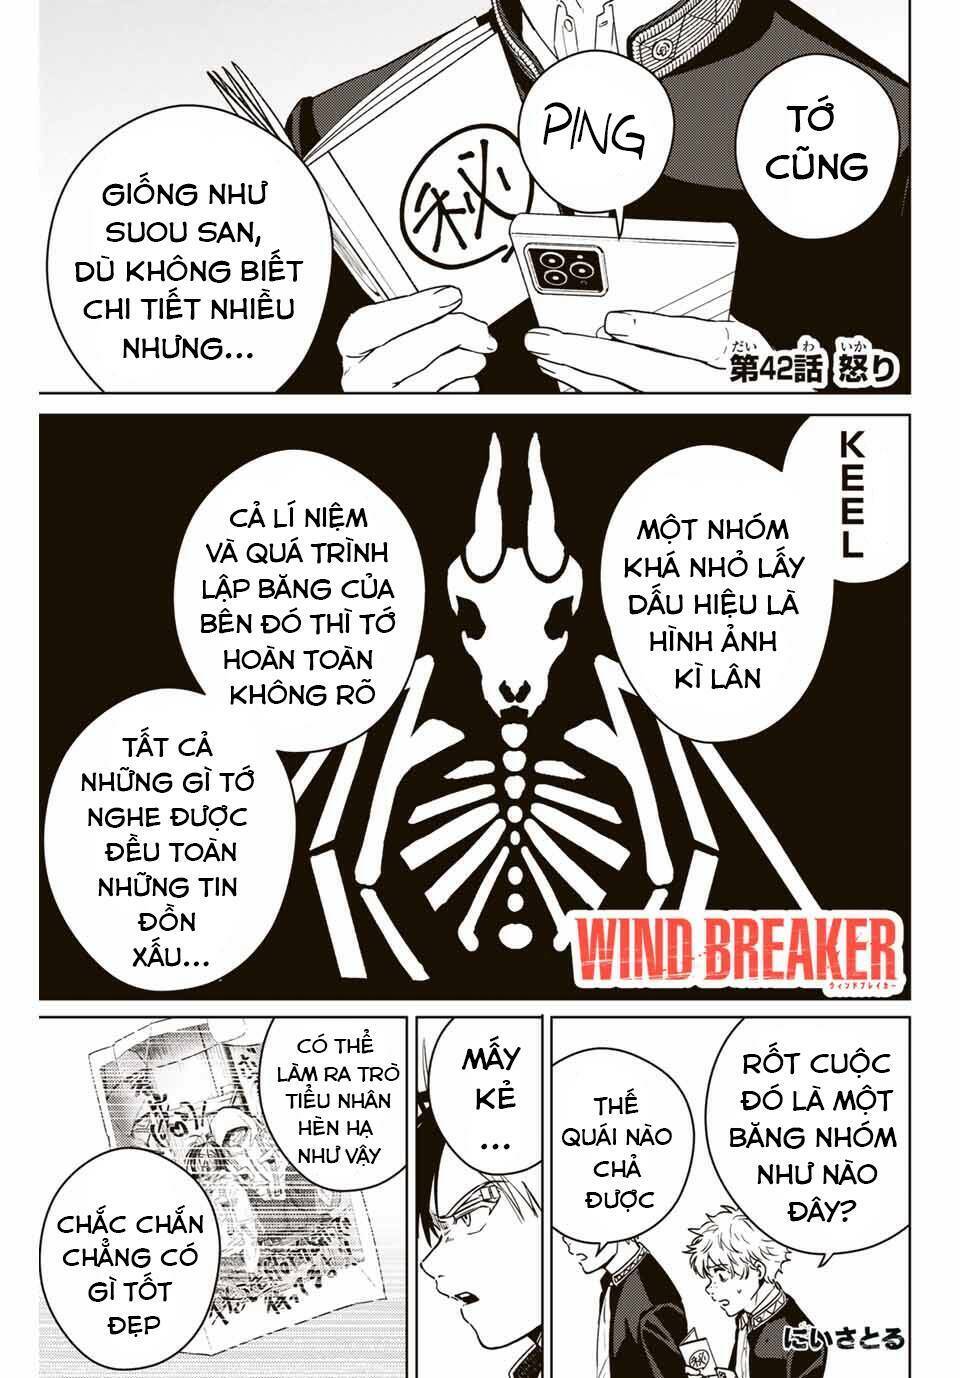 TỚ
CŨNG
PING
秘
GIỐNG NHƯ
SUOU SAN,
DÙ KHÔNG BIẾT
CHI TIẾT NHIỀU
NHƯNG...
だい わ いか
第42話 怒り
KEEL
MỘT NHÓM
KHÁ NHỎ LẤY
DẤU HIỆU LÀ
HÌNH ẢNH
KÌ LÂN
CẢ LÍ NIỆM
VÀ QUÁ TRÌNH
LẬP BĂNG CỦA
BÊN ĐÓ THÌ TỚ
HOÀN TOÀN
KHÔNG RÕ
TẤT CẢ
NHỮNG GÌ TỚ
NGHE ĐƯỢC
ĐỀU TOÀN
NHỮNG TIN
ĐỒN
XẤU...
WIND BREAKER
ウィンドブレイカー
RỐT CUỘC
ĐÓ LÀ MỘT
BĂNG NHÓM
NHƯ NÀO
ĐÂY?
THẾ
QUÁI NÀO
CHẢ
ĐƯỢC
秘
にいさとる
MẤY
KẺ
...
CÓ THỂ
LÀM RA TRÒ
TIỂU NHÂN
HÈN HẠ
NHƯ VẬY
CHẮC CHẮN
CHẲNG CÓ
GÌ TỐT
ĐẸP